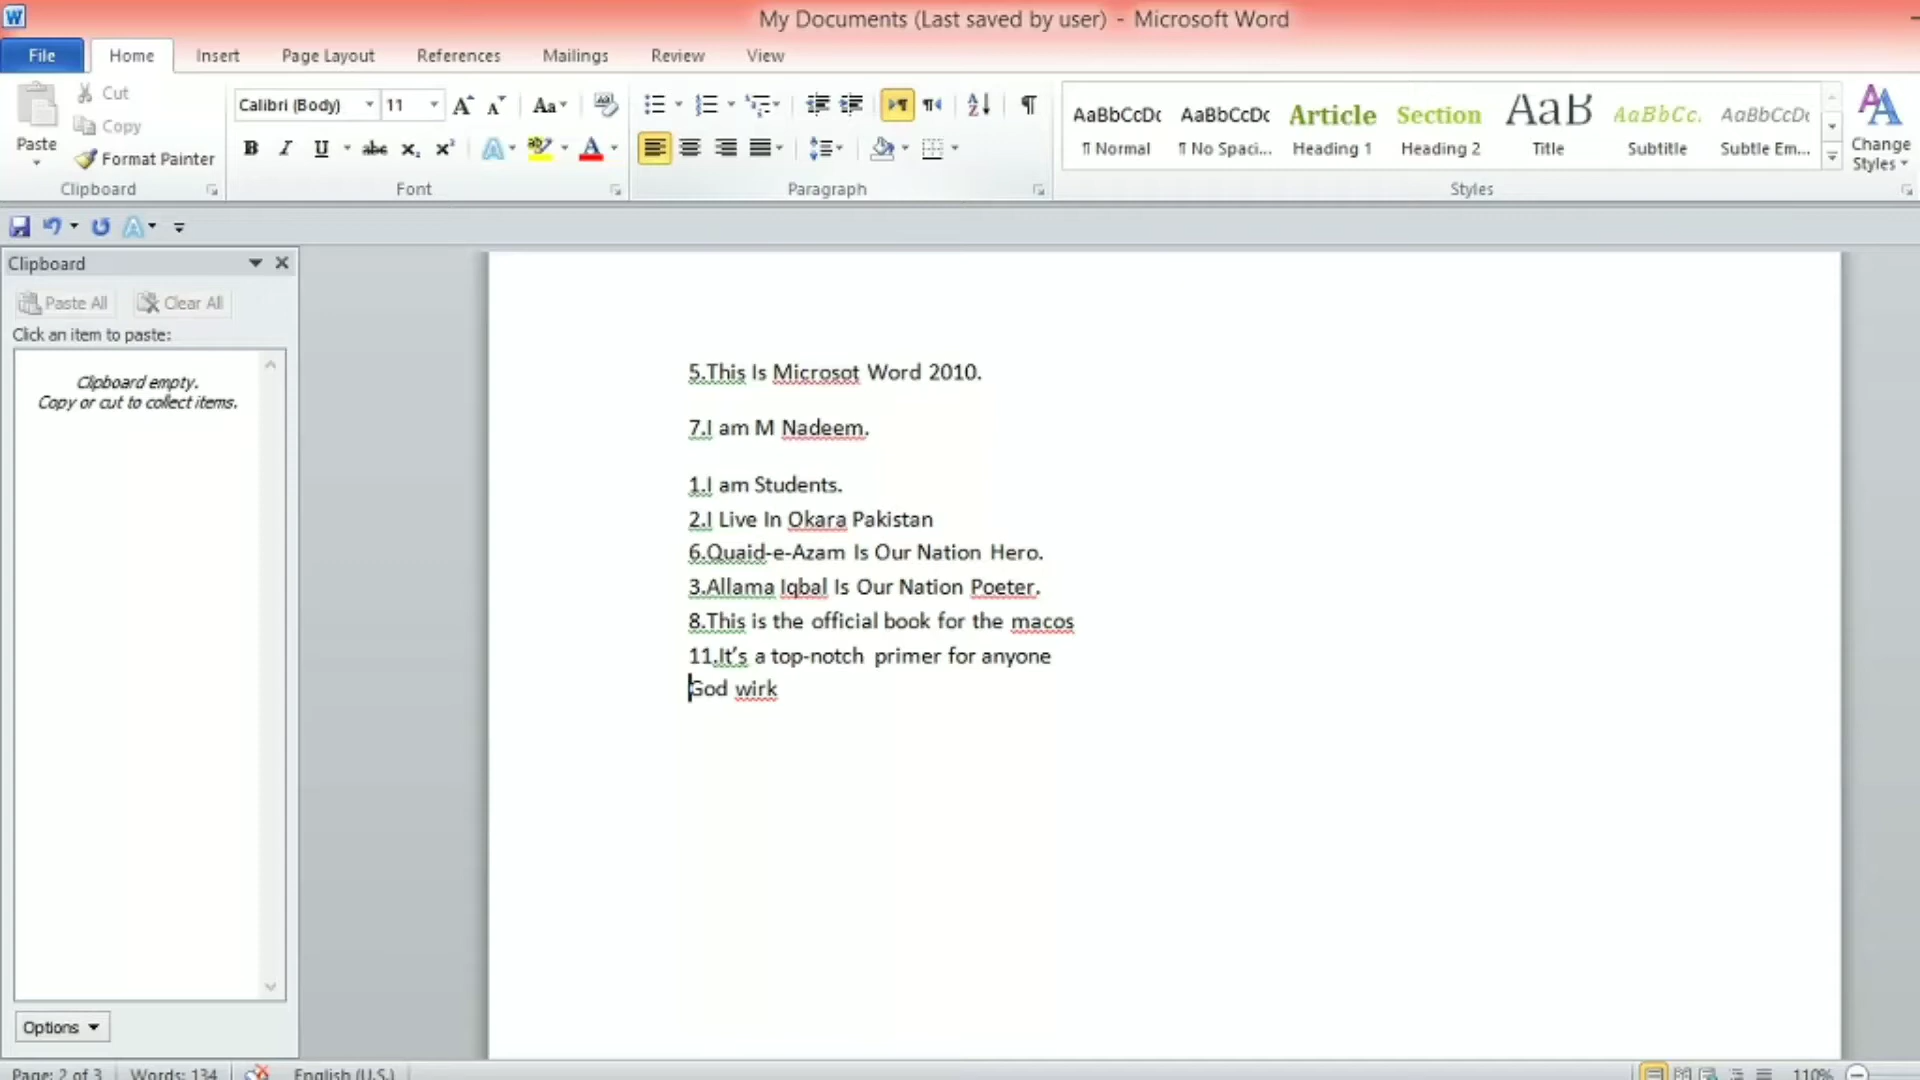 My Documents (Last saved by user) - Microsoft Word
File Home Insert Page Layout References Mailings Review View
Paste
Cut
Copy
Format Painter
Clipboard
Calibri (Body) 11
Font
Paragraph
AaBbCcDc AaBbCcDc Article Section AaB AaBbCc. AaBbCcDc
¶ Normal ¶ No Spaci... Heading 1 Heading 2 Title Subtitle Subtle Em...
Change Styles
Styles
Clipboard
Paste All Clear All
Click an item to paste:
Clipboard empty.
Copy or cut to collect items.
Options
5.This Is Microsot Word 2010.
7.I am M Nadeem.
1.I am Students.
2.I Live In Okara Pakistan
6.Quaid-e-Azam Is Our Nation Hero.
3.Allama Iqbal Is Our Nation Poeter.
8.This is the official book for the macos
11.It’s a top-notch primer for anyone
God wirk
Page: 2 of 3 Words: 134 English (U.S.) 110%